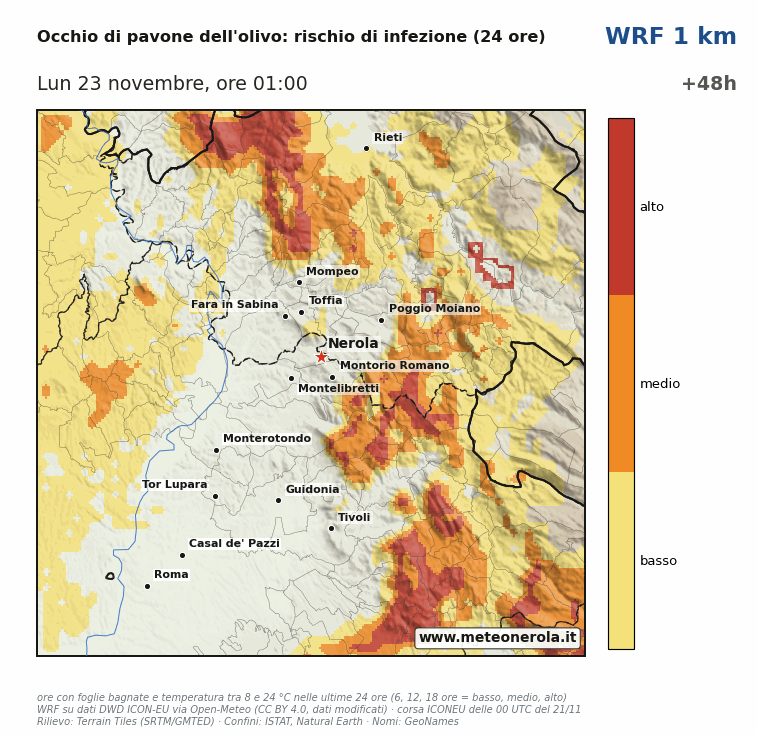 Occhio di pavone dell'olivo: rischio di infezione (24 ore)
WRF 1 km
Lun 23 novembre, ore 01:00
+48h
Rieti
alto
Mompeo
Fara in Sabina
Toffia
Poggio Moiano
Nerola
Montorio Romano
medio
Montelibretti
Monterotondo
Tor Lupara
Guidonia
Tivoli
Casal de' Pazzi
basso
Roma
www.meteonerola.it
ore con foglie bagnate e temperatura tra 8 e 24 °C nelle ultime 24 ore (6, 12, 18 ore = basso, medio, alto)
WRF su dati DWD ICON-EU via Open-Meteo (CC BY 4.0, dati modificati) · corsa ICONEU delle 00 UTC del 21/11
Rilievo: Terrain Tiles (SRTM/GMTED) · Confini: ISTAT, Natural Earth · Nomi: GeoNames